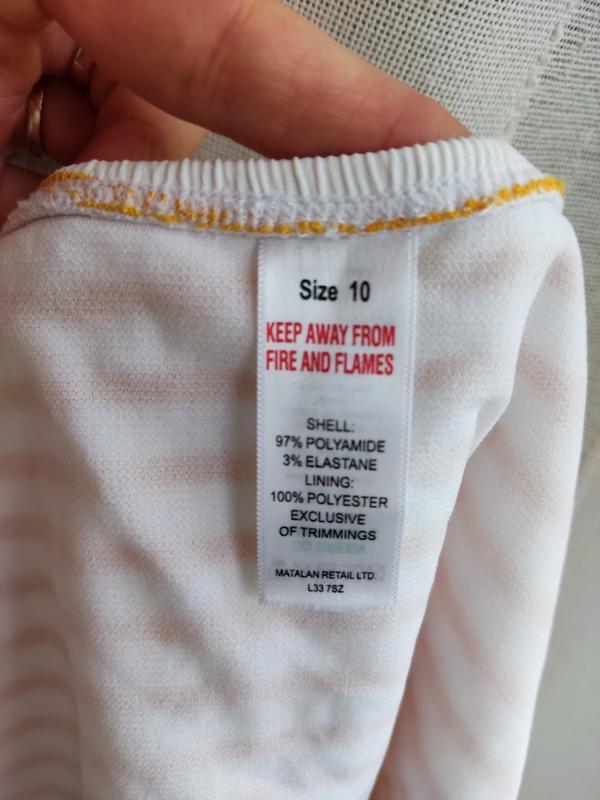 Size 10
KEEP AWAY FROM
FIRE AND FLAMES
SHELL:
97% POLYAMIDE
3% ELASTANE
LINING:
100% POLYESTER
EXCLUSIVE
OF TRIMMINGS
MATALAN RETAIL LTD.
L33 7SZ